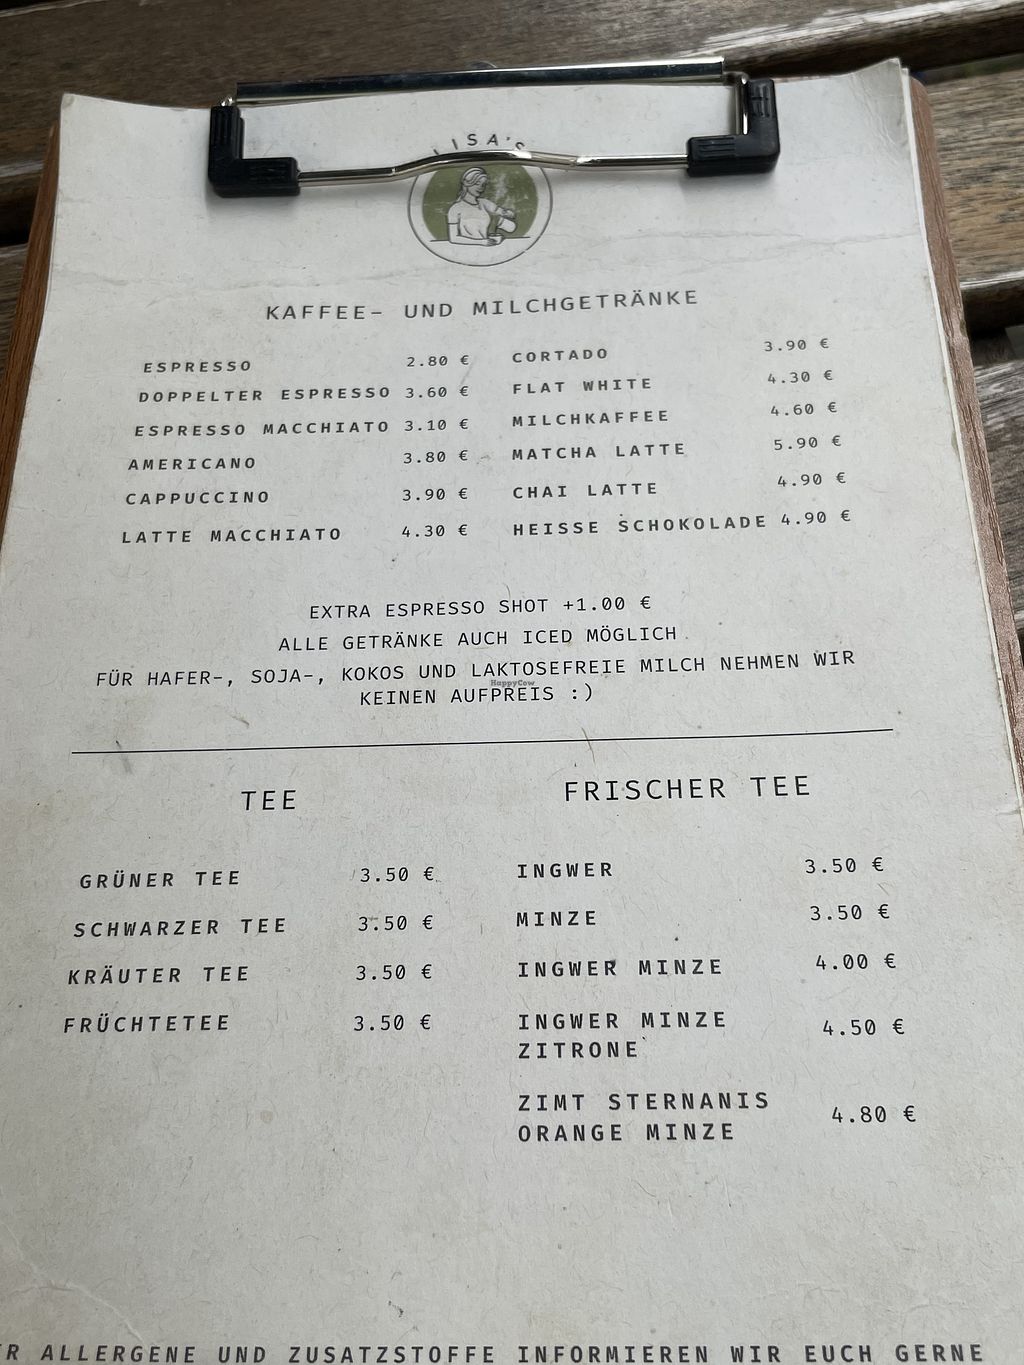 LISA'S
KAFFEE- UND MILCHGETRÄNKE
ESPRESSO 2.80 €
DOPPELTER ESPRESSO 3.60 €
ESPRESSO MACCHIATO 3.10 €
AMERICANO 3.80 €
CAPPUCCINO 3.90 €
LATTE MACCHIATO 4.30 €
CORTADO 3.90 €
FLAT WHITE 4.30 €
MILCHKAFFEE 4.60 €
MATCHA LATTE 5.90 €
CHAI LATTE 4.90 €
HEISSE SCHOKOLADE 4.90 €
EXTRA ESPRESSO SHOT +1.00 €
ALLE GETRÄNKE AUCH ICED MÖGLICH
FÜR HAFER-, SOJA-, KOKOS UND LAKTOSEFREIE MILCH NEHMEN WIR
KEINEN AUFPREIS :)
HappyCow
TEE
GRÜNER TEE 3.50 €
SCHWARZER TEE 3.50 €
KRÄUTER TEE 3.50 €
FRÜCHTETEE 3.50 €
FRISCHER TEE
INGWER 3.50 €
MINZE 3.50 €
INGWER MINZE 4.00 €
INGWER MINZE
ZITRONE 4.50 €
ZIMT STERNANIS
ORANGE MINZE 4.80 €
ALLERGENE UND ZUSATZSTOFFE INFORMIEREN WIR EUCH GERNE